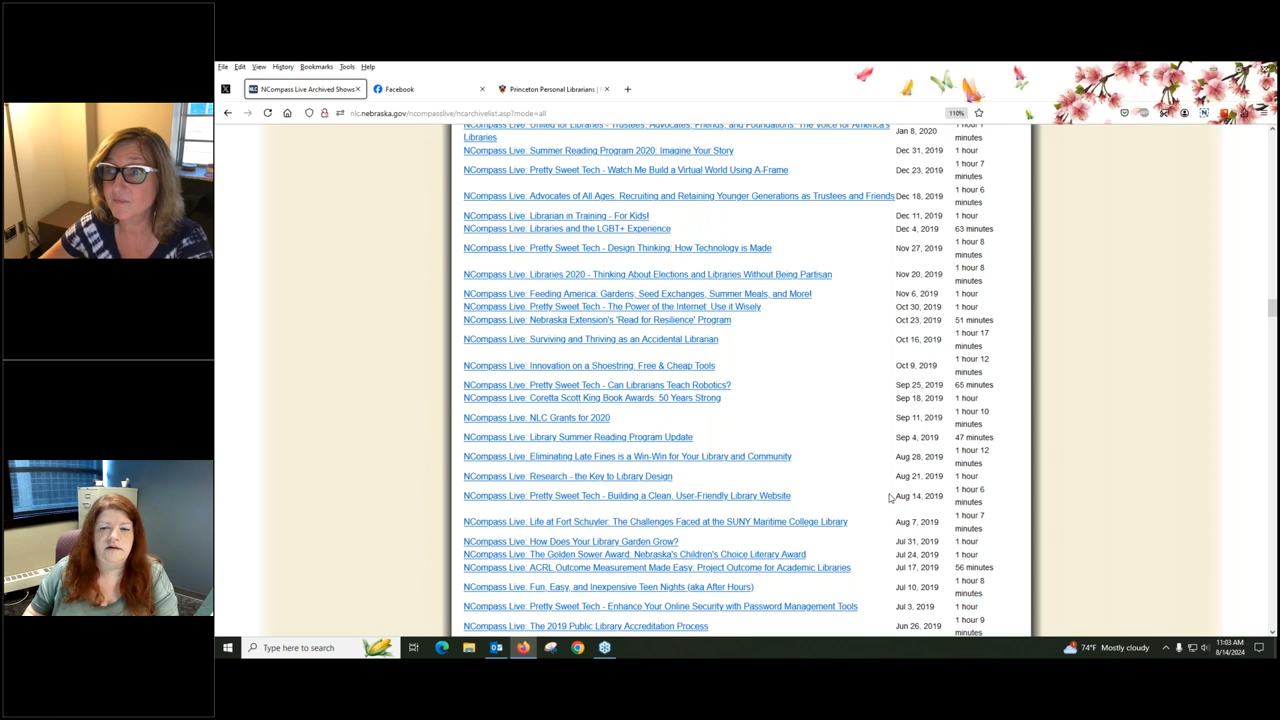 File Edit View History Bookmarks Tools Help
NCompass Live Archived Shows
Facebook
Princeton Personal Librarians |
nlc.nebraska.gov/ncompasslive/ncarchivelist.asp?mode=all
110%
NCompass Live: United for Libraries - Trustees, Advocates, Friends, and Foundations: The Voice for America's
Libraries Jan 8, 2020 1 hour 7
minutes
NCompass Live: Summer Reading Program 2020: Imagine Your Story Dec 31, 2019 1 hour
NCompass Live: Pretty Sweet Tech - Watch Me Build a Virtual World Using A-Frame Dec 23, 2019 1 hour 7
minutes
NCompass Live: Advocates of All Ages: Recruiting and Retaining Younger Generations as Trustees and Friends Dec 18, 2019 1 hour 6
minutes
NCompass Live: Librarian in Training - For Kids! Dec 11, 2019 1 hour
NCompass Live: Libraries and the LGBT+ Experience Dec 4, 2019 63 minutes
NCompass Live: Pretty Sweet Tech - Design Thinking: How Technology is Made Nov 27, 2019 1 hour 8
minutes
NCompass Live: Libraries 2020 - Thinking About Elections and Libraries Without Being Partisan Nov 20, 2019 1 hour 8
minutes
NCompass Live: Feeding America: Gardens, Seed Exchanges, Summer Meals, and More! Nov 6, 2019 1 hour
NCompass Live: Pretty Sweet Tech - The Power of the Internet: Use it Wisely Oct 30, 2019 1 hour
NCompass Live: Nebraska Extension's 'Read for Resilience' Program Oct 23, 2019 51 minutes
NCompass Live: Surviving and Thriving as an Accidental Librarian Oct 16, 2019 1 hour 17
minutes
NCompass Live: Innovation on a Shoestring: Free & Cheap Tools Oct 9, 2019 1 hour 12
minutes
NCompass Live: Pretty Sweet Tech - Can Librarians Teach Robotics? Sep 25, 2019 65 minutes
NCompass Live: Coretta Scott King Book Awards: 50 Years Strong Sep 18, 2019 1 hour
NCompass Live: NLC Grants for 2020 Sep 11, 2019 1 hour 10
minutes
NCompass Live: Library Summer Reading Program Update Sep 4, 2019 47 minutes
NCompass Live: Eliminating Late Fines is a Win-Win for Your Library and Community Aug 28, 2019 1 hour 12
minutes
NCompass Live: Research - the Key to Library Design Aug 21, 2019 1 hour
NCompass Live: Pretty Sweet Tech - Building a Clean, User-Friendly Library Website Aug 14, 2019 1 hour 6
minutes
NCompass Live: Life at Fort Schuyler: The Challenges Faced at the SUNY Maritime College Library Aug 7, 2019 1 hour 7
minutes
NCompass Live: How Does Your Library Garden Grow? Jul 31, 2019 1 hour
NCompass Live: The Golden Sower Award: Nebraska's Children's Choice Literary Award Jul 24, 2019 1 hour
NCompass Live: ACRL Outcome Measurement Made Easy: Project Outcome for Academic Libraries Jul 17, 2019 56 minutes
NCompass Live: Fun, Easy, and Inexpensive Teen Nights (aka After Hours) Jul 10, 2019 1 hour 8
minutes
NCompass Live: Pretty Sweet Tech - Enhance Your Online Security with Password Management Tools Jul 3, 2019 1 hour
NCompass Live: The 2019 Public Library Accreditation Process Jun 26, 2019 1 hour 9
minutes
Type here to search
74°F Mostly cloudy
11:03 AM
8/14/2024